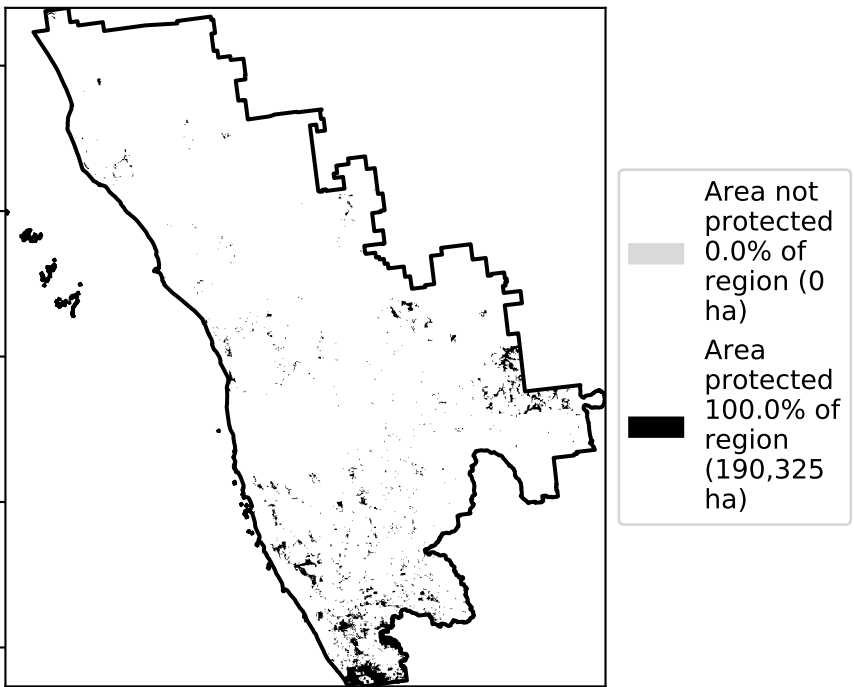 Area not
protected
0.0% of
region (0
ha)
Area
protected
100.0% of
region
(190,325
ha)